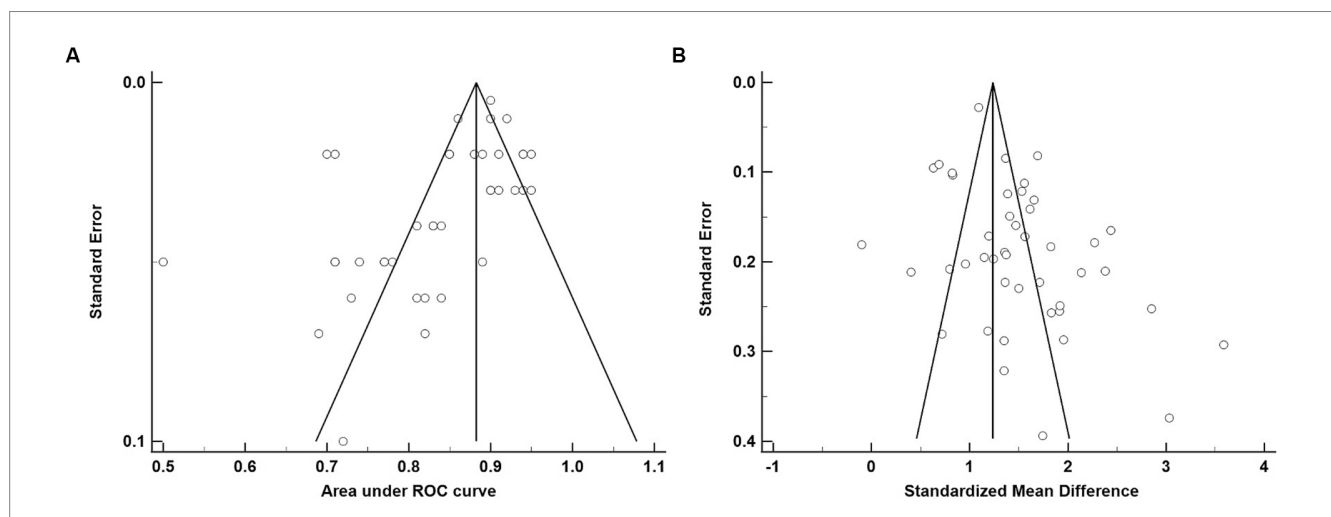 A
0.0
0.1
Standard Error
0.5 0.6 0.7 0.8 0.9 1.0 1.1
Area under ROC curve
B
0.0
0.1
0.2
0.3
0.4
Standard Error
-1 0 1 2 3 4
Standardized Mean Difference